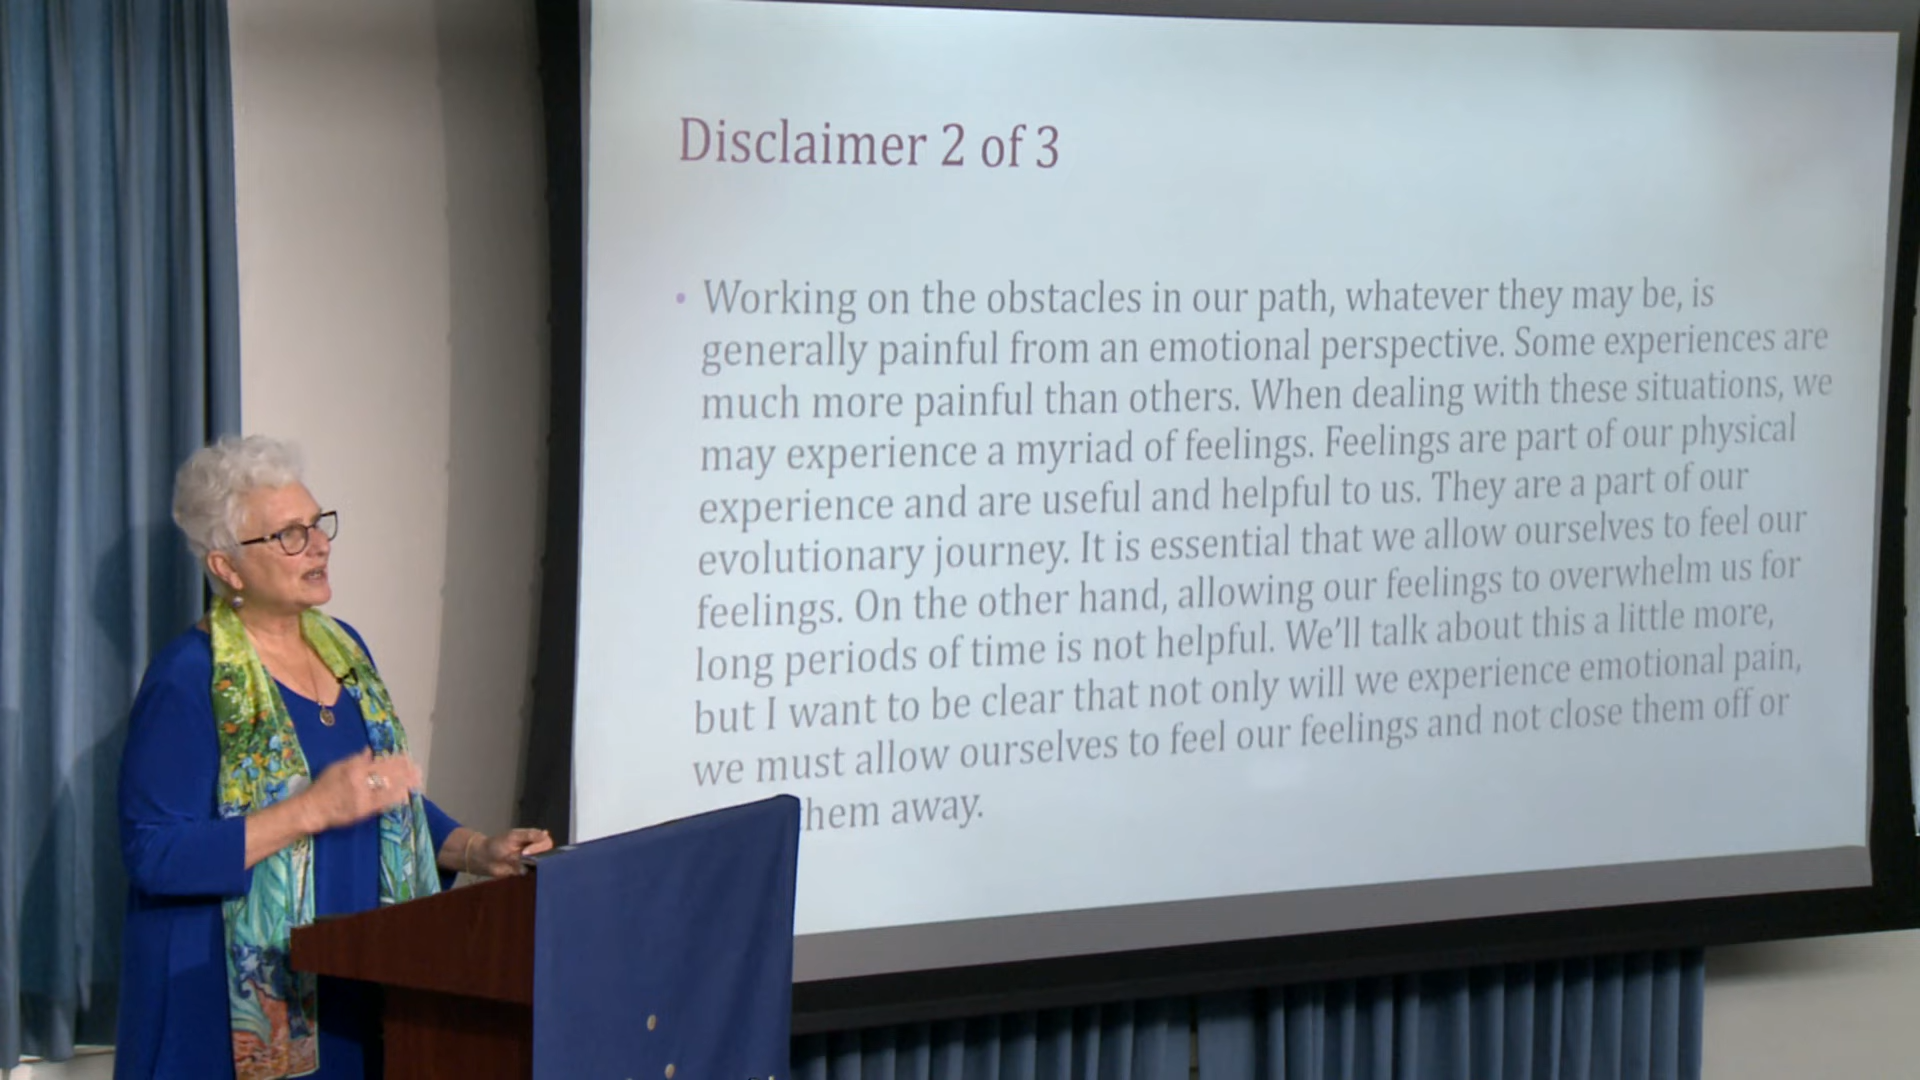 Disclaimer 2 of 3
• Working on the obstacles in our path, whatever they may be, is
generally painful from an emotional perspective. Some experiences are
much more painful than others. When dealing with these situations, we
may experience a myriad of feelings. Feelings are part of our physical
experience and are useful and helpful to us. They are a part of our
evolutionary journey. It is essential that we allow ourselves to feel our
feelings. On the other hand, allowing our feelings to overwhelm us for
long periods of time is not helpful. We'll talk about this a little more,
but I want to be clear that not only will we experience emotional pain,
we must allow ourselves to feel our feelings and not close them off or
hem away.